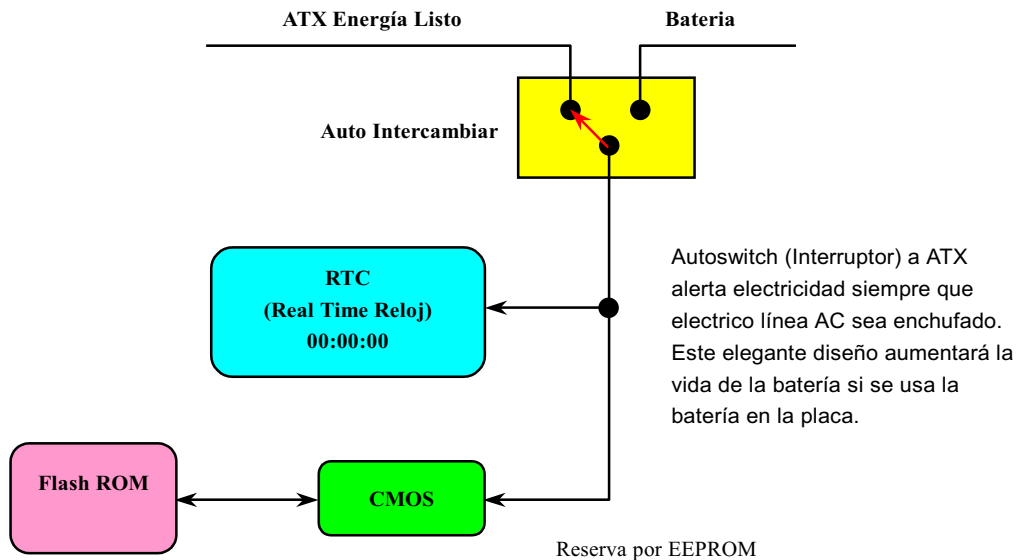 ATX Energía Listo
Bateria
Auto Intercambiar
RTC
(Real Time Reloj)
00:00:00
Autoswitch (Interruptor) a ATX
alerta electricidad siempre que
electrico línea AC sea enchufado.
Este elegante diseño aumentará la
vida de la batería si se usa la
batería en la placa.
Flash ROM
CMOS
Reserva por EEPROM